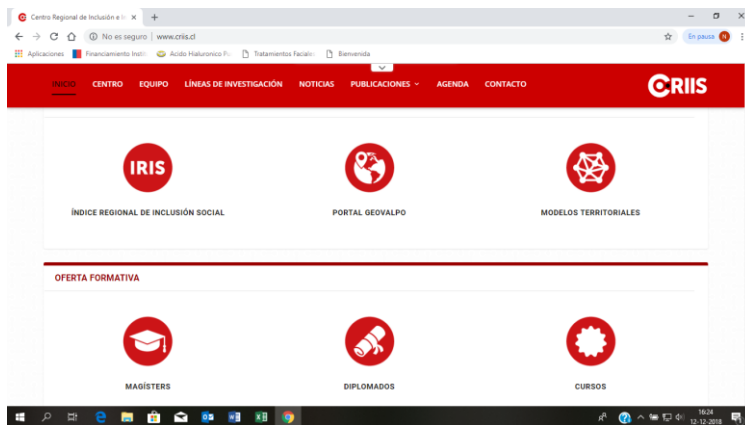 Centro Regional de Inclusión e In
No es seguro | www.criis.cl
En pausa N
Aplicaciones Financiamiento Instit Acido Hialuronico Pu Tratamientos Faciales Bienvenida
INICIO CENTRO EQUIPO LÍNEAS DE INVESTIGACIÓN NOTICIAS PUBLICACIONES AGENDA CONTACTO CRIIS
IRIS
ÍNDICE REGIONAL DE INCLUSIÓN SOCIAL PORTAL GEOVALPO MODELOS TERRITORIALES
OFERTA FORMATIVA
MAGÍSTERS DIPLOMADOS CURSOS
16:24
12-12-2018